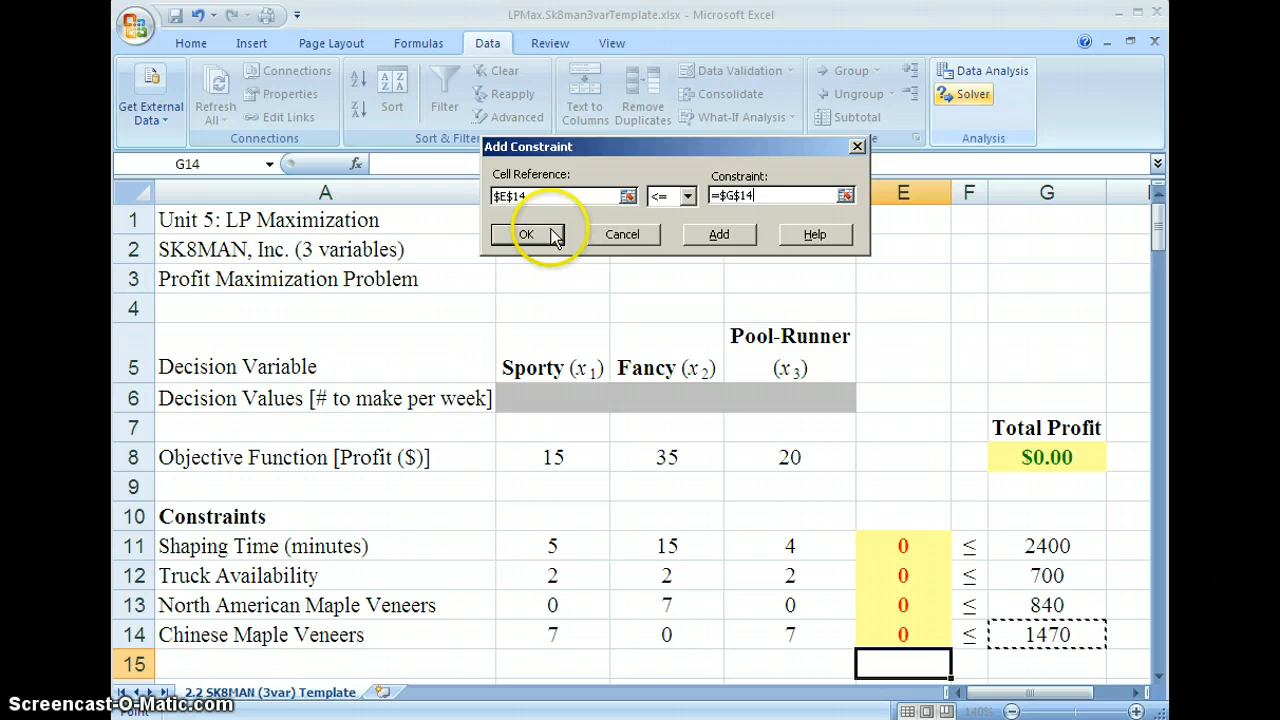 LPMax.Sk8man3varTemplate.xlsx - Microsoft Excel
Home Insert Page Layout Formulas Data Review View
Get External Data
Refresh All
Connections
Properties
Edit Links
Connections
Sort
Filter
Clear
Reapply
Advanced
Sort & Fil
Text to Columns
Remove Duplicates
Data Validation
Consolidate
What-If Analysis
Group
Ungroup
Subtotal
Data Analysis
Solver
Analysis
G14 fx
Add Constraint
Cell Reference: Constraint:
$E$14 <= =$G$14
OK Cancel Add Help
A E F G
1 Unit 5: LP Maximization
2 SK8MAN, Inc. (3 variables)
3 Profit Maximization Problem
4
5 Decision Variable Sporty (x1) Fancy (x2) Pool-Runner (x3)
6 Decision Values [# to make per week]
7 Total Profit
8 Objective Function [Profit ($)] 15 35 20 $0.00
9
10 Constraints
11 Shaping Time (minutes) 5 15 4 0 ≤ 2400
12 Truck Availability 2 2 2 0 ≤ 700
13 North American Maple Veneers 0 7 0 0 ≤ 840
14 Chinese Maple Veneers 7 0 7 0 ≤ 1470
15
2.2 SK8MAN (3var) Template
Point
140%
Screencast-O-Matic.com